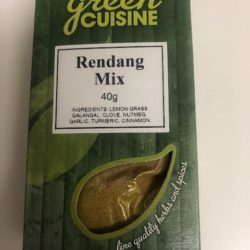 green
CUISINE
Rendang
Mix
40g
INGREDIENTS: LEMON GRASS
GALANGAL, CLOVE, NUTMEG,
GARLIC, TURMERIC, CINNAMON
fine quality herbs and spices